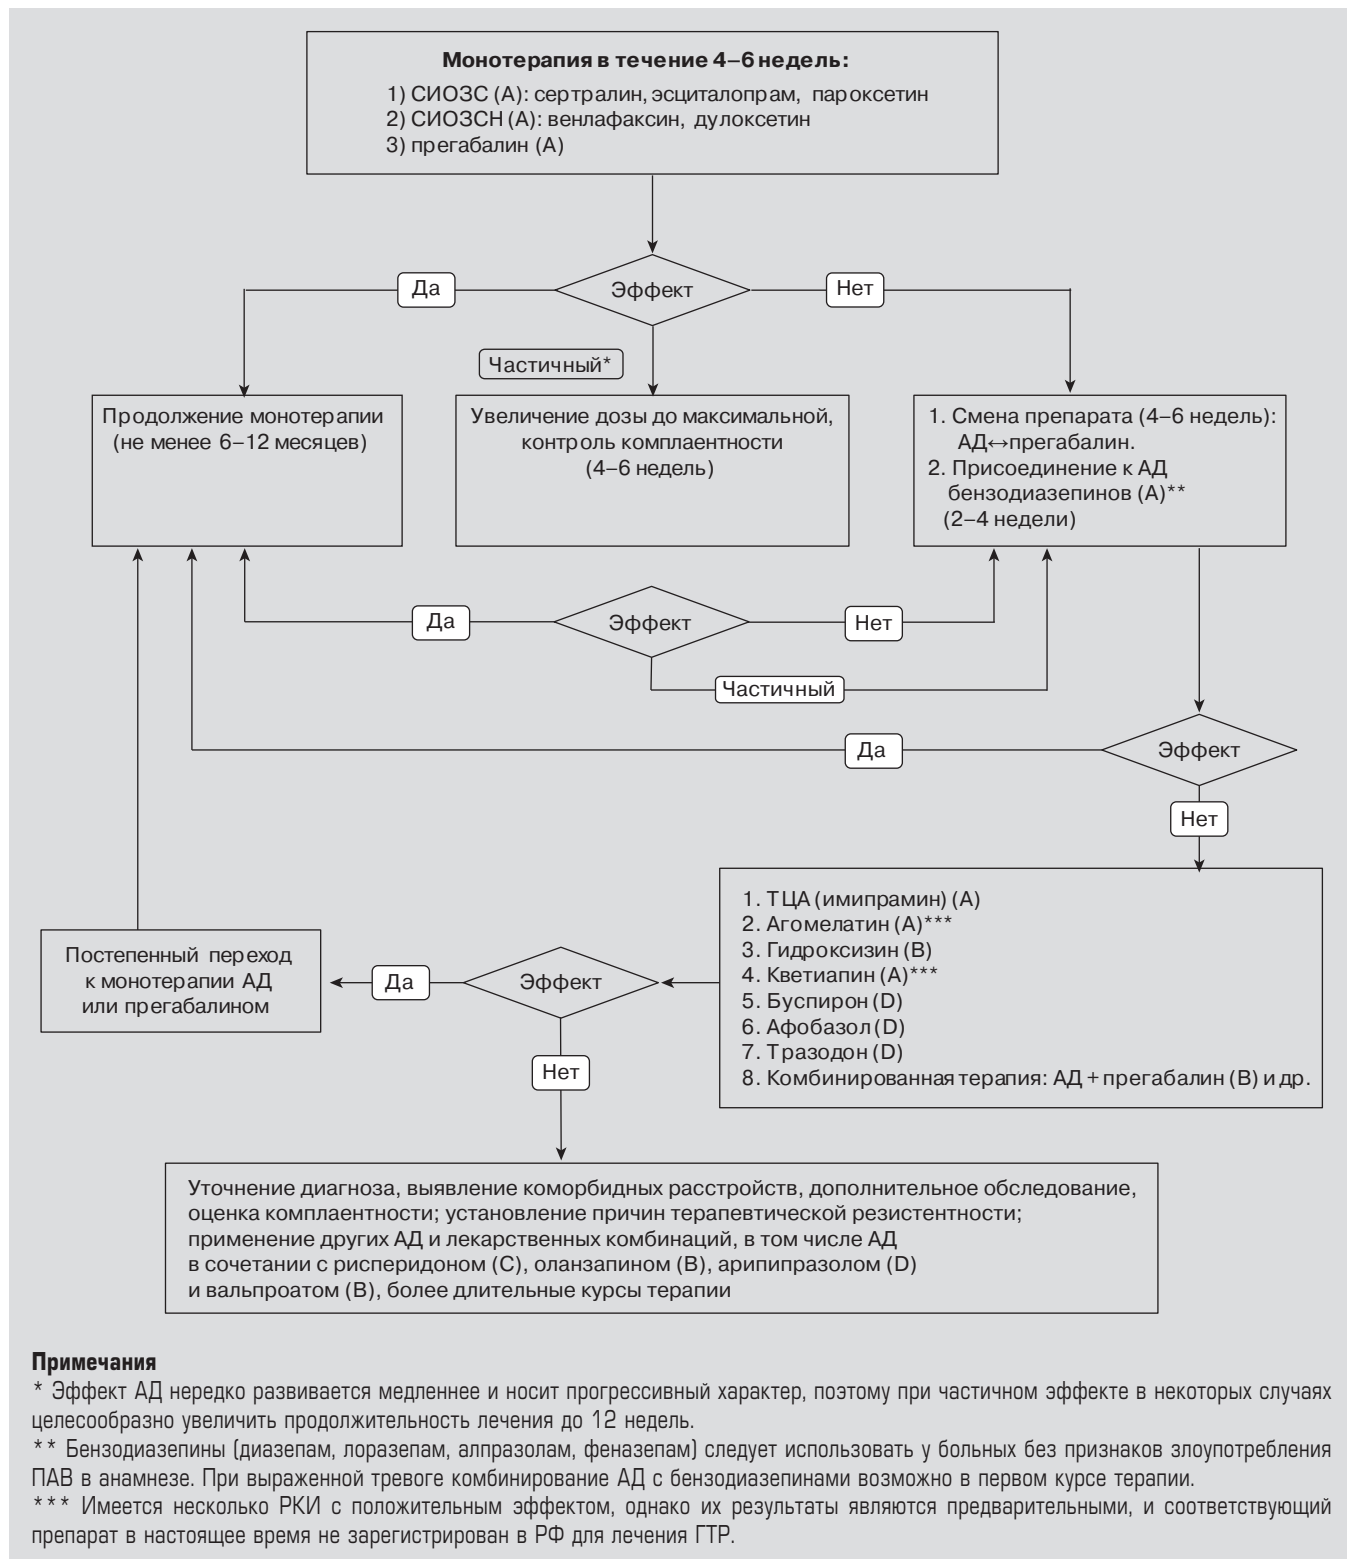 Монотерапия в течение 4–6 недель:
1) СИОЗС (А): сертралин, эсциталопрам, пароксетин
2) СИОЗСН (А): венлафаксин, дулоксетин
3) прегабалин (А)
Эффект
Да
Нет
Частичный*
Продолжение монотерапии
(не менее 6–12 месяцев)
Увеличение дозы до максимальной,
контроль комплаентности
(4–6 недель)
1. Смена препарата (4–6 недель):
АД↔прегабалин.
2. Присоединение к АД
бензодиазепинов (А)**
(2–4 недели)
Эффект
Да
Нет
Частичный
Эффект
Да
Нет
1. ТЦА (имипрамин) (А)
2. Агомелатин (А)***
3. Гидроксизин (В)
4. Кветиапин (А)***
5. Буспирон (D)
6. Афобазол (D)
7. Тразодон (D)
8. Комбинированная терапия: АД + прегабалин (В) и др.
Эффект
Да
Нет
Постепенный переход
к монотерапии АД
или прегабалином
Уточнение диагноза, выявление коморбидных расстройств, дополнительное обследование,
оценка комплаентности; установление причин терапевтической резистентности;
применение других АД и лекарственных комбинаций, в том числе АД
в сочетании с рисперидоном (С), оланзапином (В), арипипразолом (D)
и вальпроатом (В), более длительные курсы терапии
Примечания
* Эффект АД нередко развивается медленнее и носит прогрессивный характер, поэтому при частичном эффекте в некоторых случаях
целесообразно увеличить продолжительность лечения до 12 недель.
** Бензодиазепины (диазепам, лоразепам, алпразолам, феназепам) следует использовать у больных без признаков злоупотребления
ПАВ в анамнезе. При выраженной тревоге комбинирование АД с бензодиазепинами возможно в первом курсе терапии.
*** Имеется несколько РКИ с положительным эффектом, однако их результаты являются предварительными, и соответствующий
препарат в настоящее время не зарегистрирован в РФ для лечения ГТР.